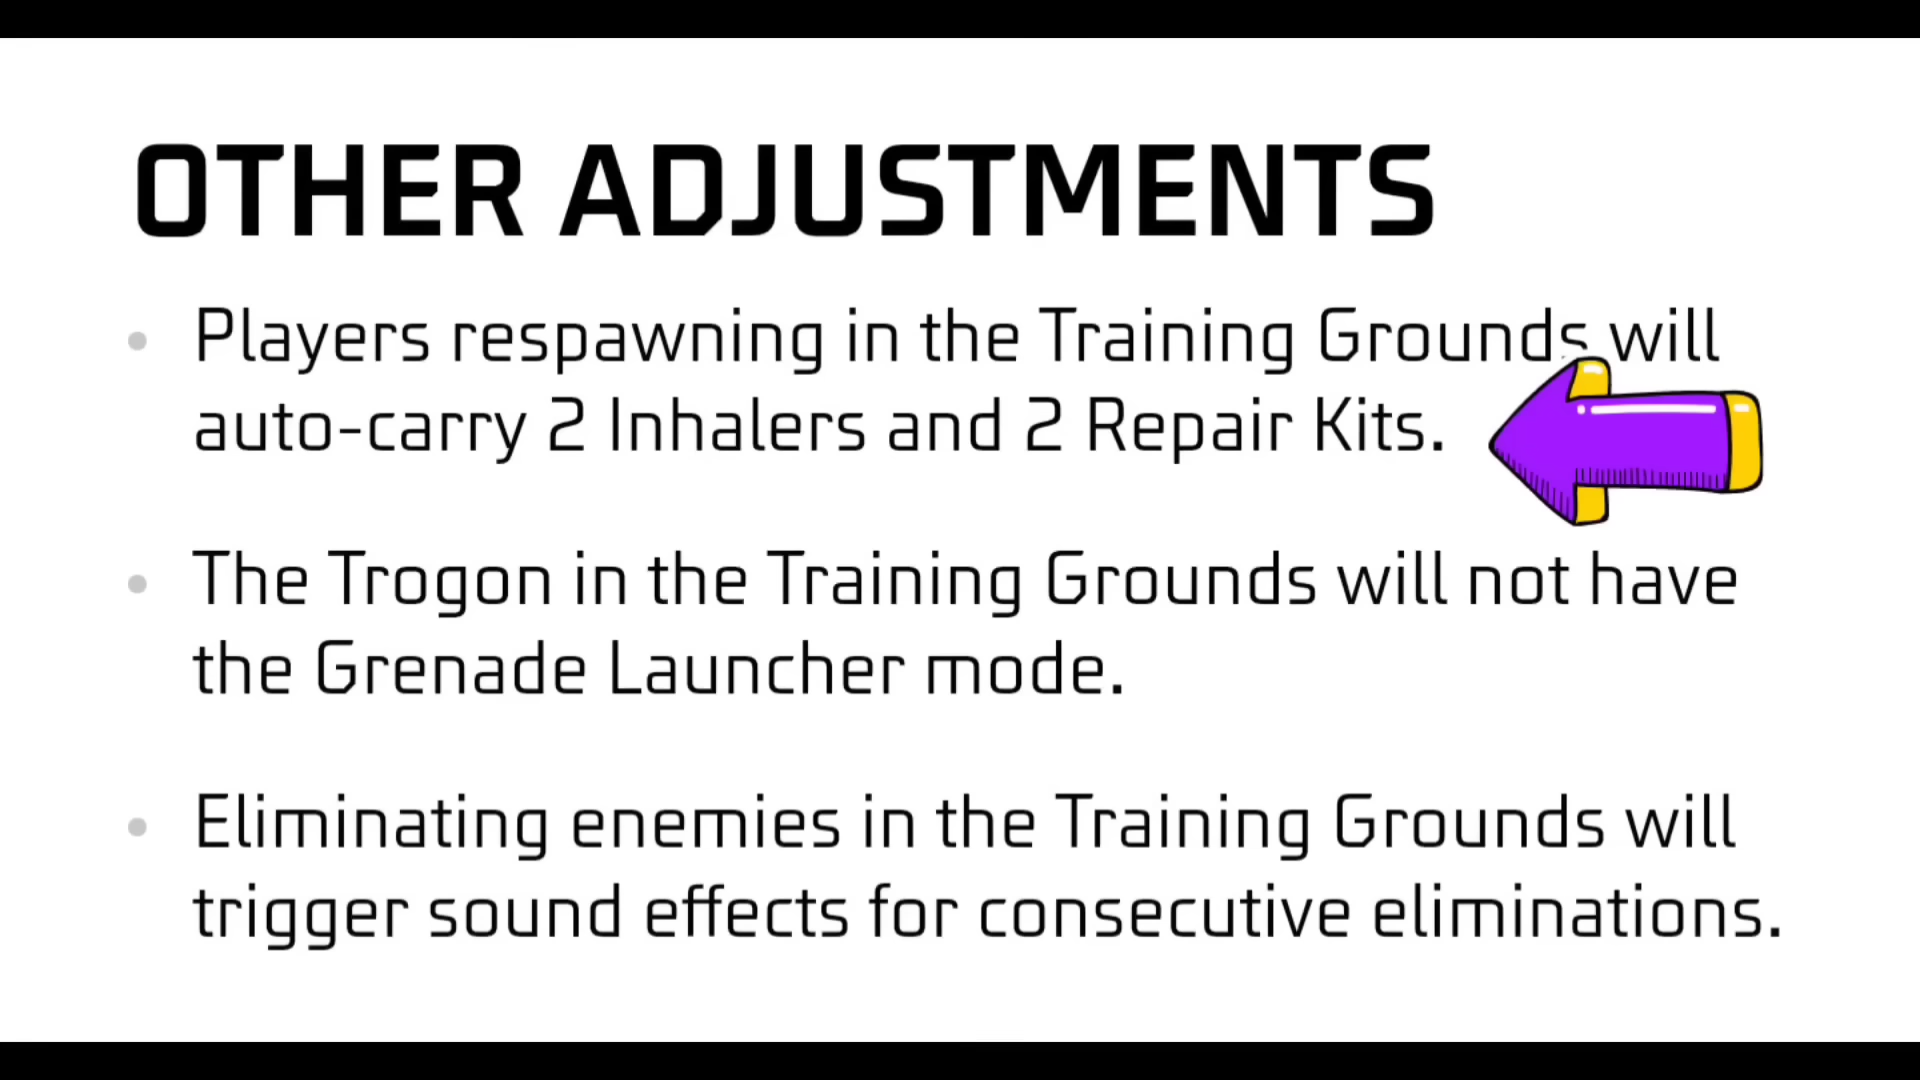 OTHER ADJUSTMENTS
Players respawning in the Training Grounds will
auto-carry 2 Inhalers and 2 Repair Kits.
The Trogon in the Training Grounds will not have
the Grenade Launcher mode.
Eliminating enemies in the Training Grounds will
trigger sound effects for consecutive eliminations.